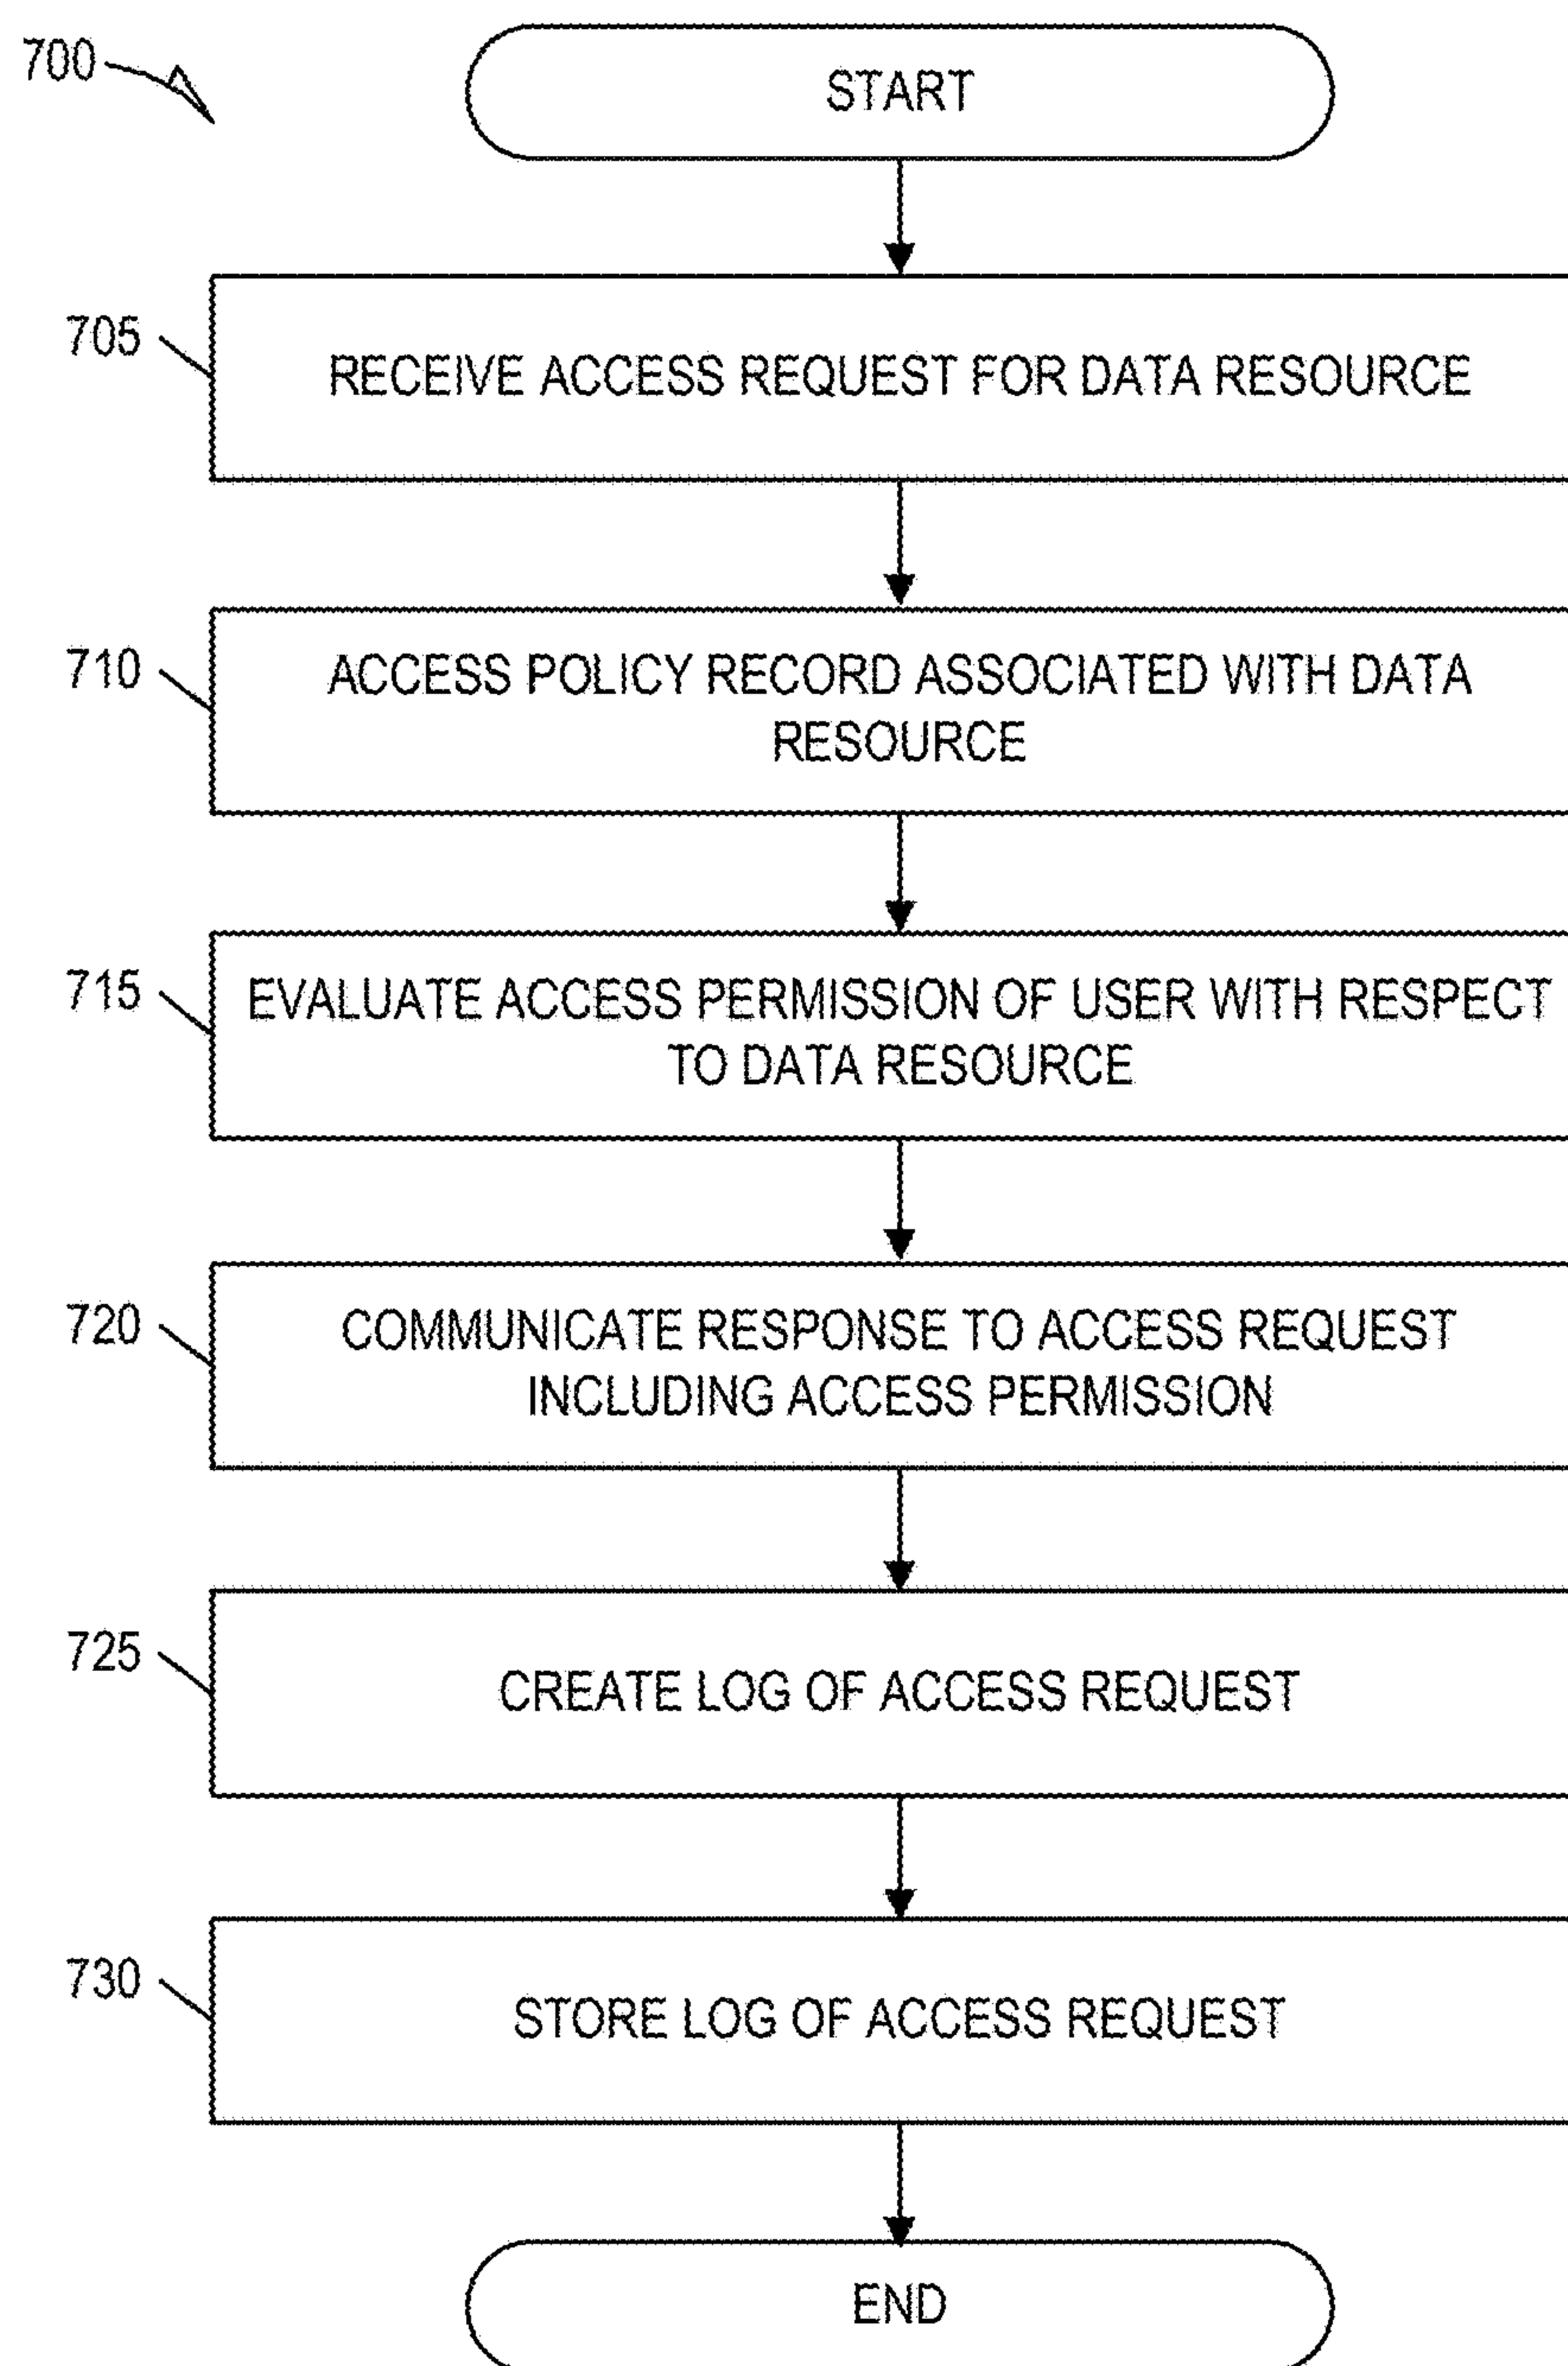 700
START
705
RECEIVE ACCESS REQUEST FOR DATA RESOURCE
710
ACCESS POLICY RECORD ASSOCIATED WITH DATA
RESOURCE
715
EVALUATE ACCESS PERMISSION OF USER WITH RESPECT
TO DATA RESOURCE
720
COMMUNICATE RESPONSE TO ACCESS REQUEST
INCLUDING ACCESS PERMISSION
725
CREATE LOG OF ACCESS REQUEST
730
STORE LOG OF ACCESS REQUEST
END